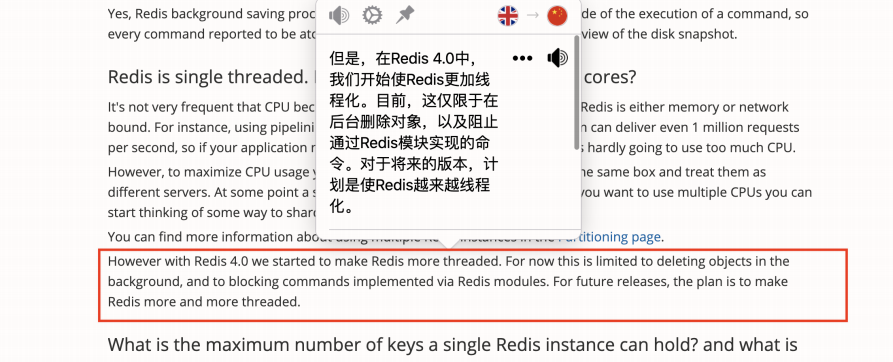 Yes, Redis background saving proc
de of the execution of a command, so
every command reported to be ato
view of the disk snapshot.
Redis is single threaded.
cores?
It's not very frequent that CPU bec
Redis is either memory or network
bound. For instance, using pipelini
n can deliver even 1 million requests
per second, so if your application
s hardly going to use too much CPU.
However, to maximize CPU usage
he same box and treat them as
different servers. At some point a s
you want to use multiple CPUs you can
start thinking of some way to share
但是，在Redis 4.0中，
我们开始使Redis更加线
程化。目前，这仅限于在
后台删除对象，以及阻止
通过Redis模块实现的命
令。对于将来的版本，计
划是使Redis越来越线程
化。
You can find more information about using multiple Re instances in the Partitioning page.
However with Redis 4.0 we started to make Redis more threaded. For now this is limited to deleting objects in the
background, and to blocking commands implemented via Redis modules. For future releases, the plan is to make
Redis more and more threaded.
What is the maximum number of keys a single Redis instance can hold? and what is